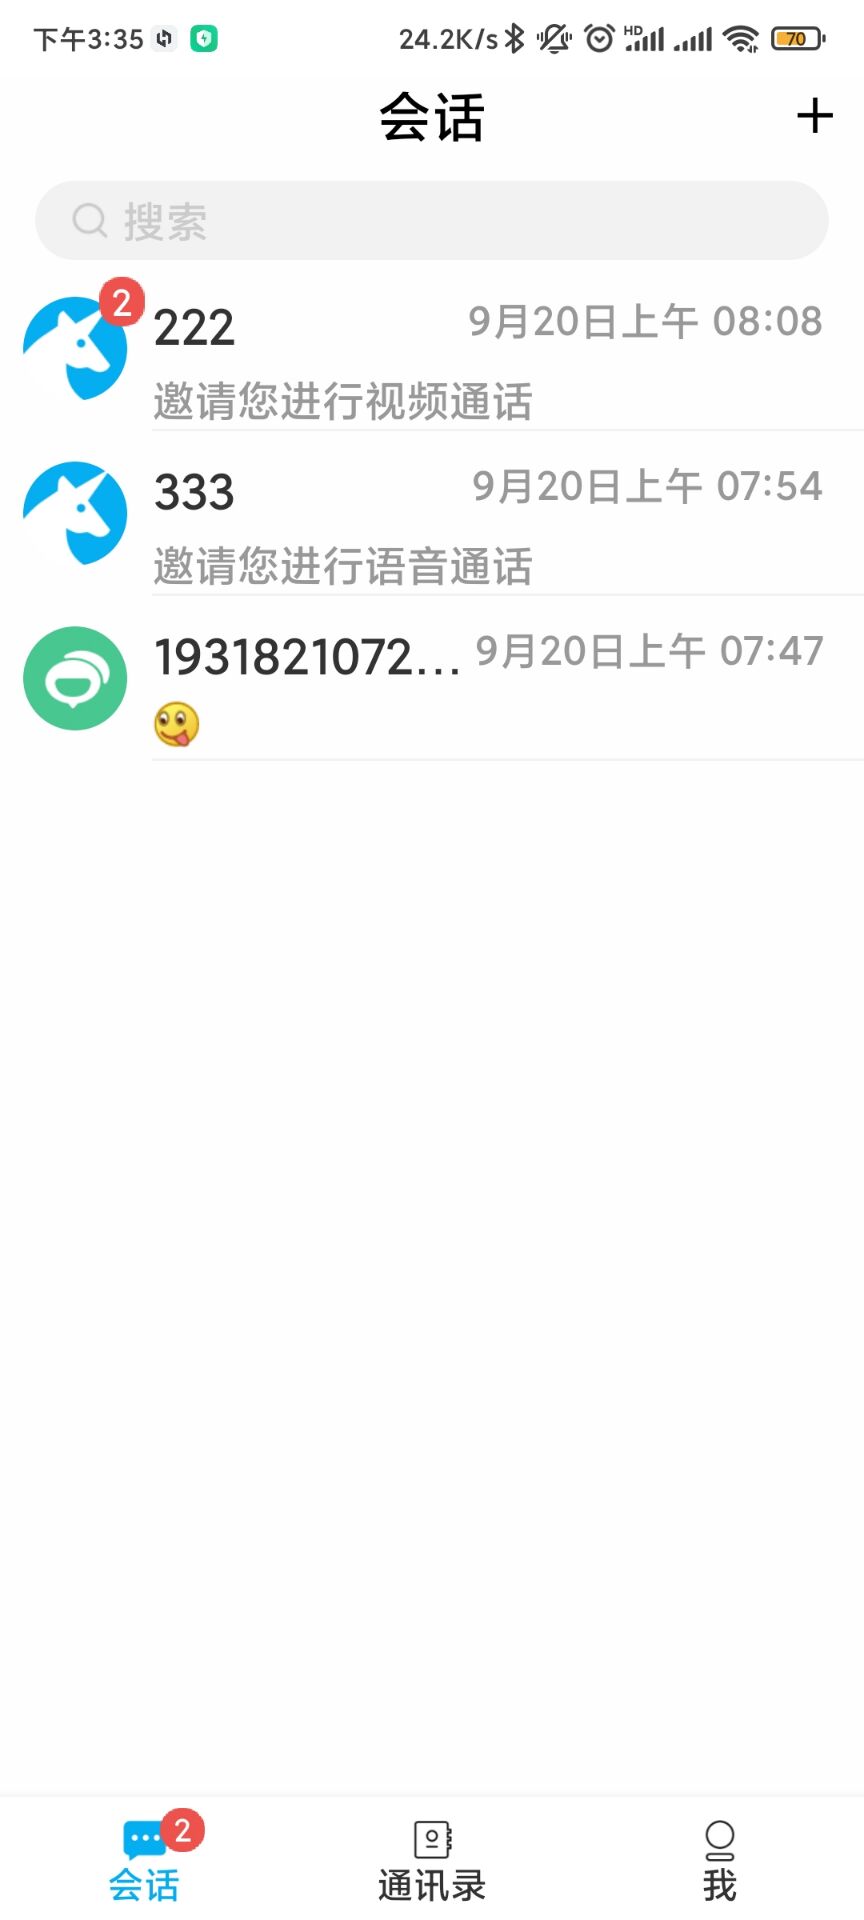 下午3:35 24.2K/s HD 70
会话
搜索
2
222 9月20日上午 08:08
邀请您进行视频通话
333 9月20日上午 07:54
邀请您进行语音通话
1931821072... 9月20日上午 07:47
2
会话 通讯录 我